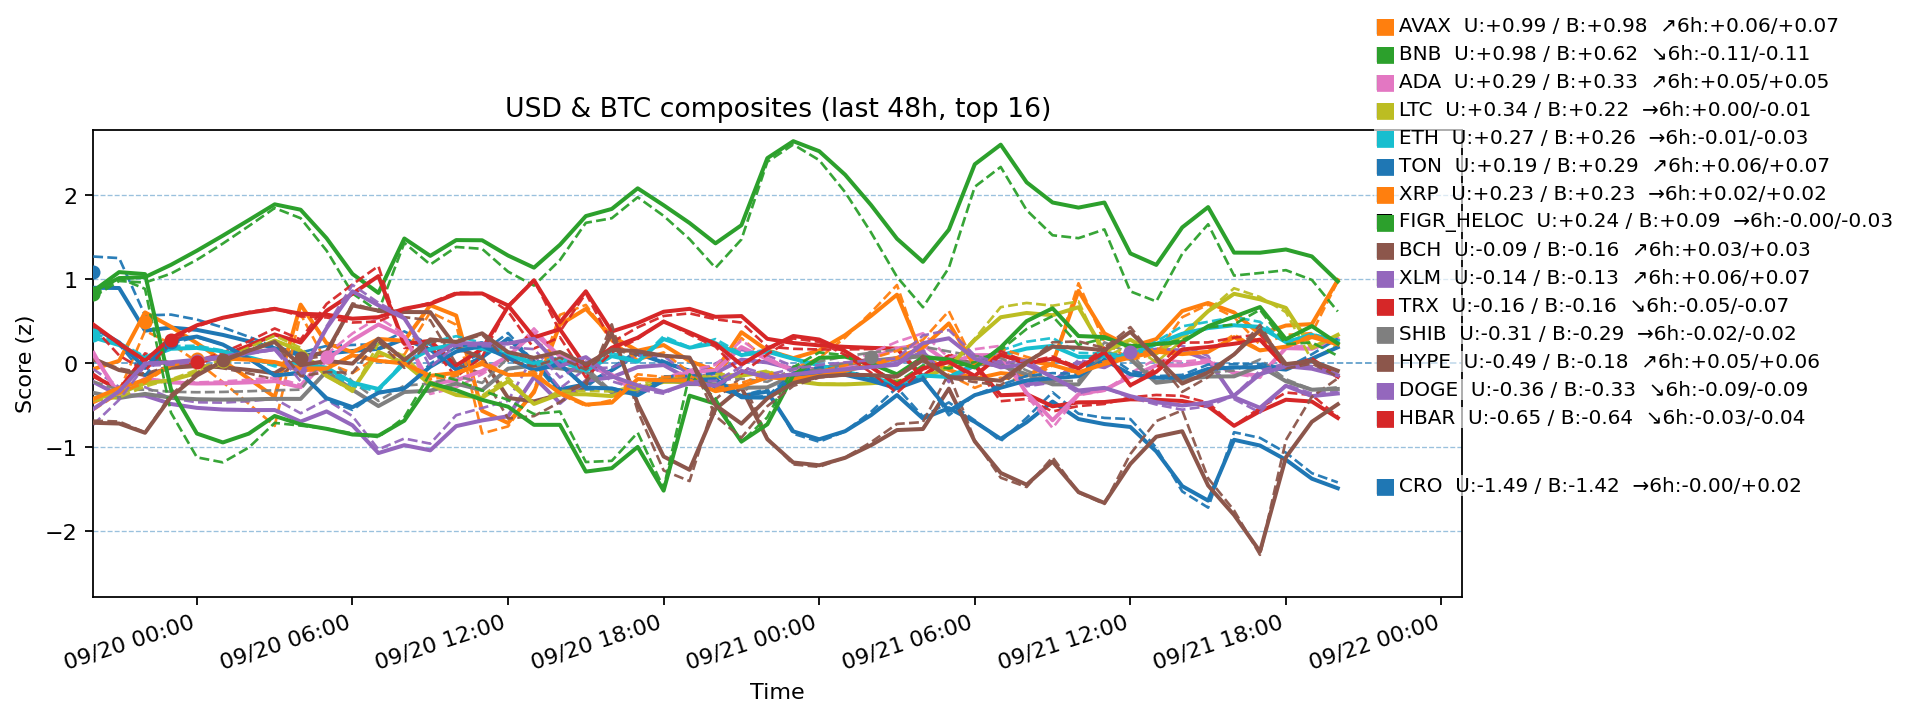 USD & BTC composites (last 48h, top 16)
AVAX U:+0.99 / B:+0.98 ↗6h:+0.06/+0.07
BNB U:+0.98 / B:+0.62 ↘6h:-0.11/-0.11
ADA U:+0.29 / B:+0.33 ↗6h:+0.05/+0.05
LTC U:+0.34 / B:+0.22 →6h:+0.00/-0.01
ETH U:+0.27 / B:+0.26 →6h:-0.01/-0.03
TON U:+0.19 / B:+0.29 ↗6h:+0.06/+0.07
XRP U:+0.23 / B:+0.23 →6h:+0.02/+0.02
FIGR_HELOC U:+0.24 / B:+0.09 →6h:-0.00/-0.03
BCH U:-0.09 / B:-0.16 ↗6h:+0.03/+0.03
XLM U:-0.14 / B:-0.13 ↗6h:+0.06/+0.07
TRX U:-0.16 / B:-0.16 ↘6h:-0.05/-0.07
SHIB U:-0.31 / B:-0.29 →6h:-0.02/-0.02
HYPE U:-0.49 / B:-0.18 ↗6h:+0.05/+0.06
DOGE U:-0.36 / B:-0.33 ↘6h:-0.09/-0.09
HBAR U:-0.65 / B:-0.64 ↘6h:-0.03/-0.04
CRO U:-1.49 / B:-1.42 →6h:-0.00/+0.02
Score (z)
2
1
0
−1
−2
09/20 00:00
09/20 06:00
09/20 12:00
09/20 18:00
09/21 00:00
09/21 06:00
09/21 12:00
09/21 18:00
09/22 00:00
Time